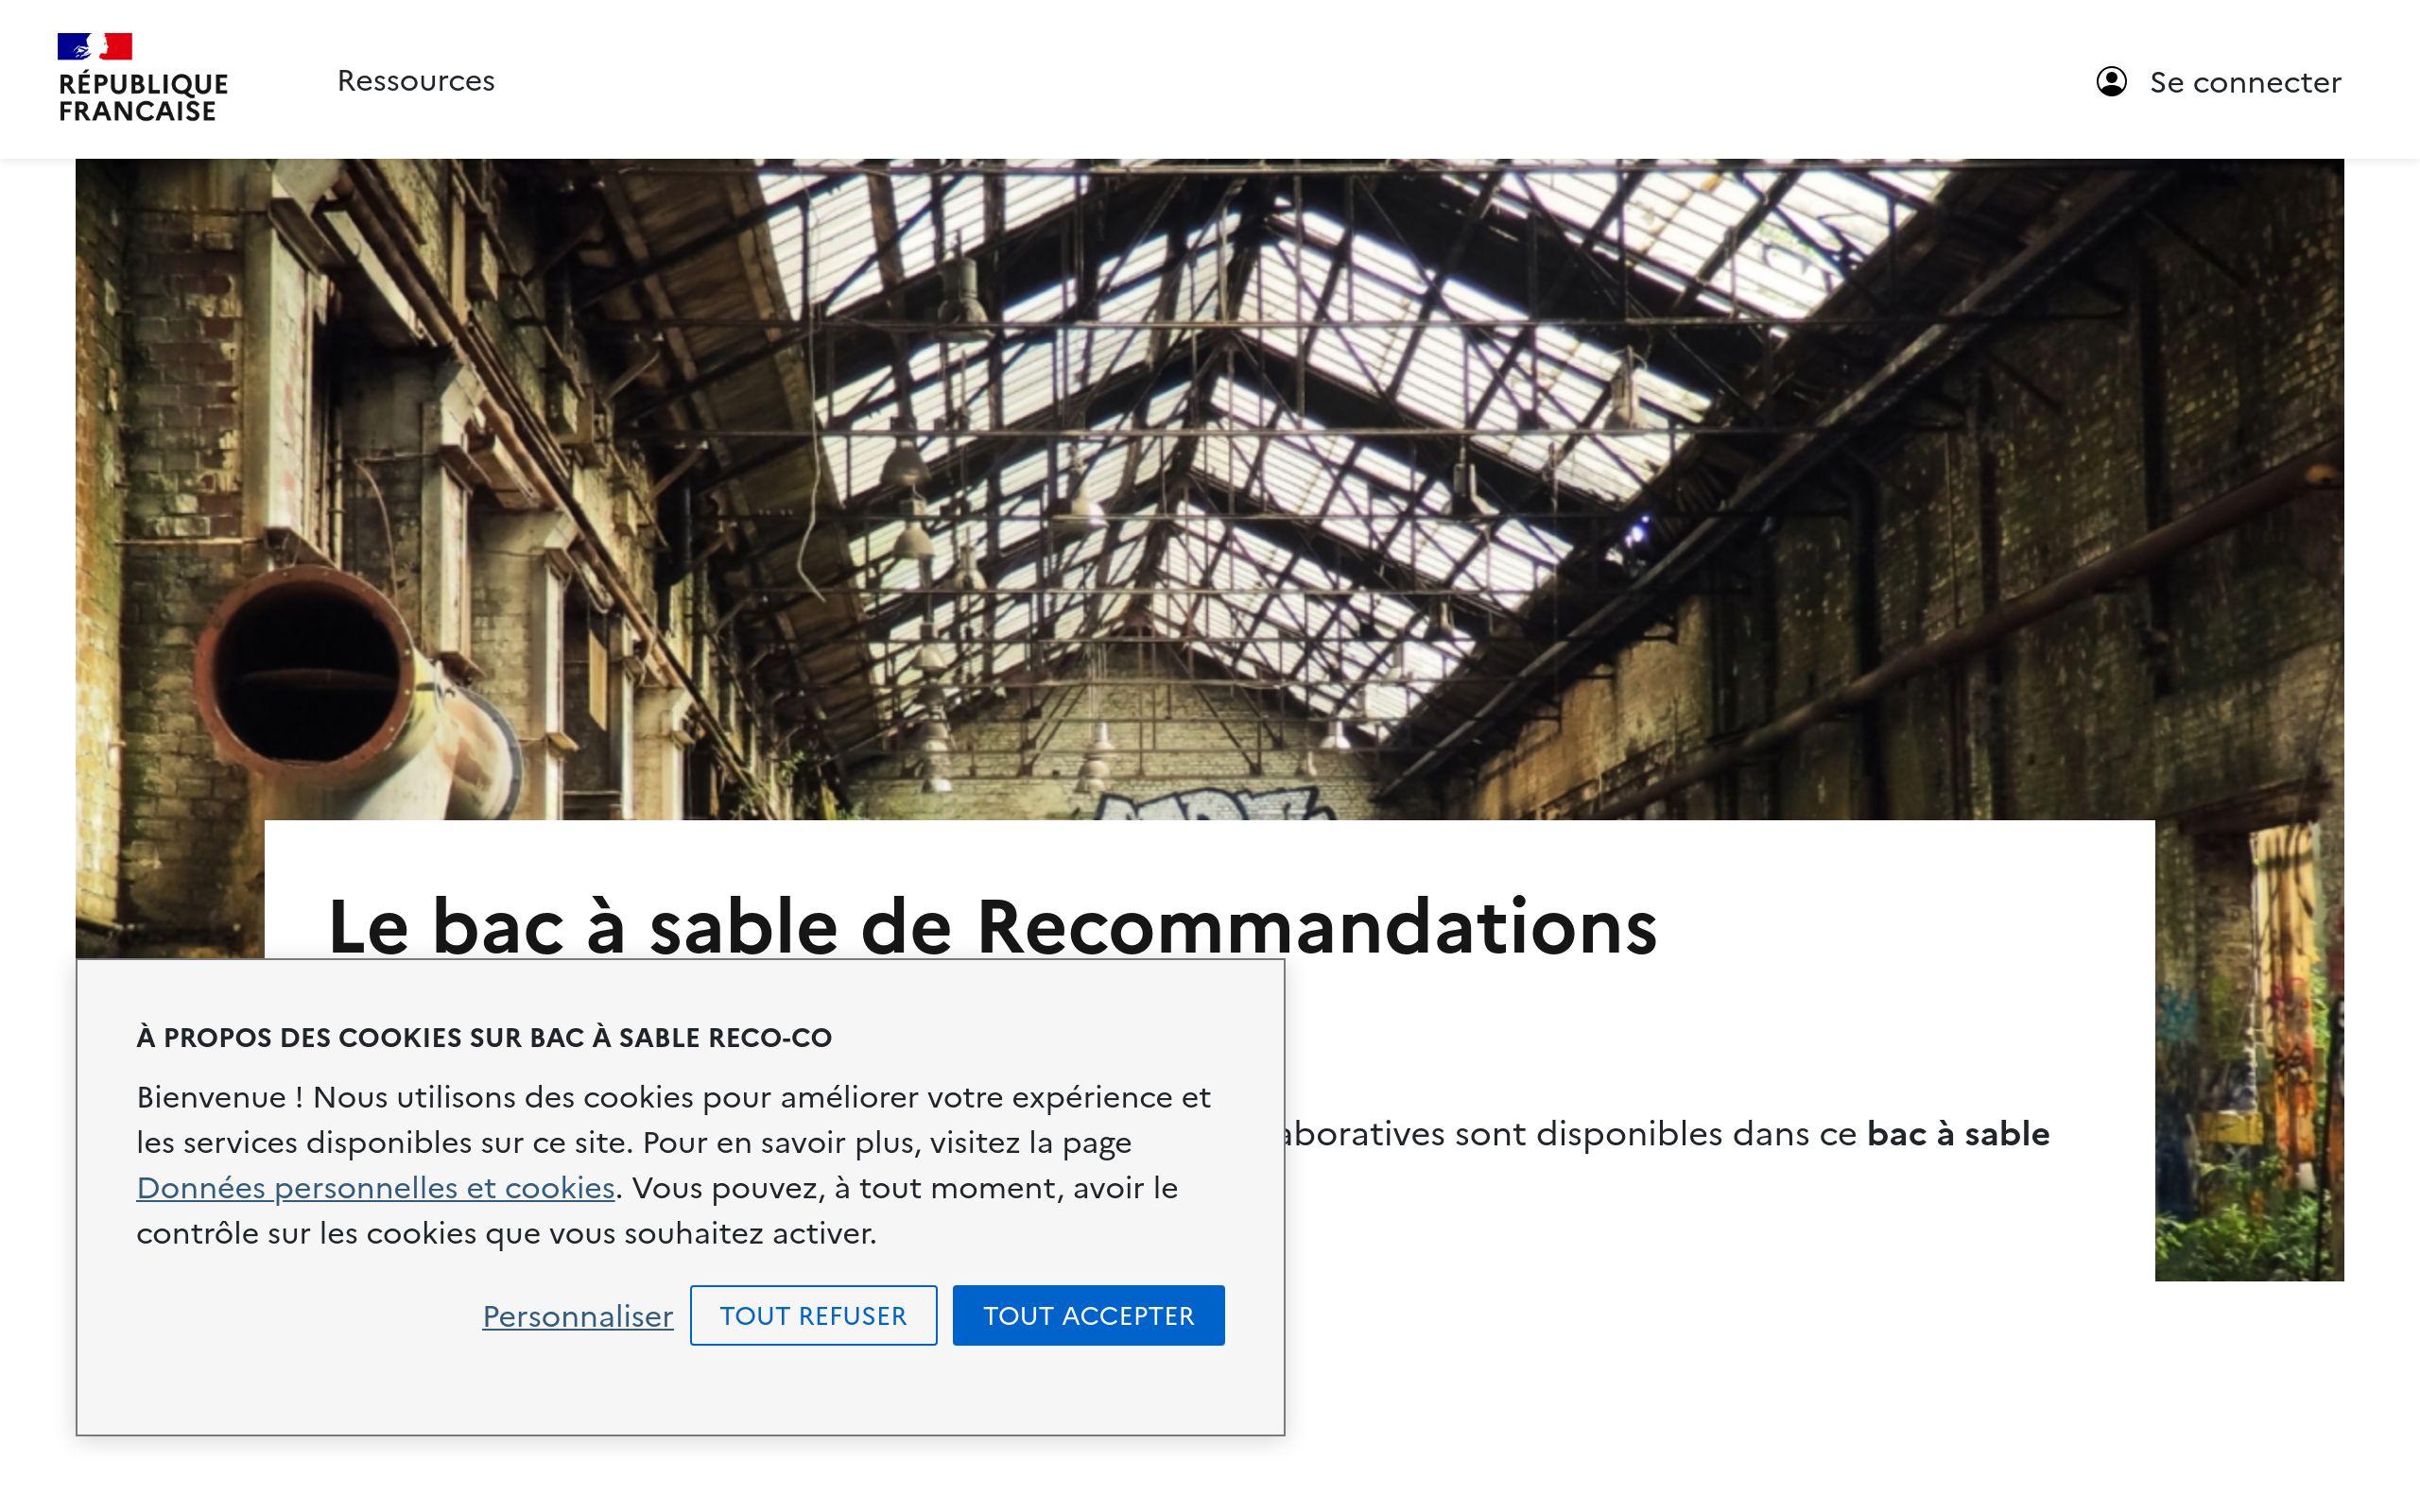 RÉPUBLIQUE
FRANCAISE
Ressources
Se connecter
Le bac à sable de Recommandations
À PROPOS DES COOKIES SUR BAC À SABLE RECO-CO
Bienvenue ! Nous utilisons des cookies pour améliorer votre expérience et
les services disponibles sur ce site. Pour en savoir plus, visitez la page
Données personnelles et cookies. Vous pouvez, à tout moment, avoir le
contrôle sur les cookies que vous souhaitez activer.
Personnaliser
TOUT REFUSER
TOUT ACCEPTER
aboratives sont disponibles dans ce bac à sable